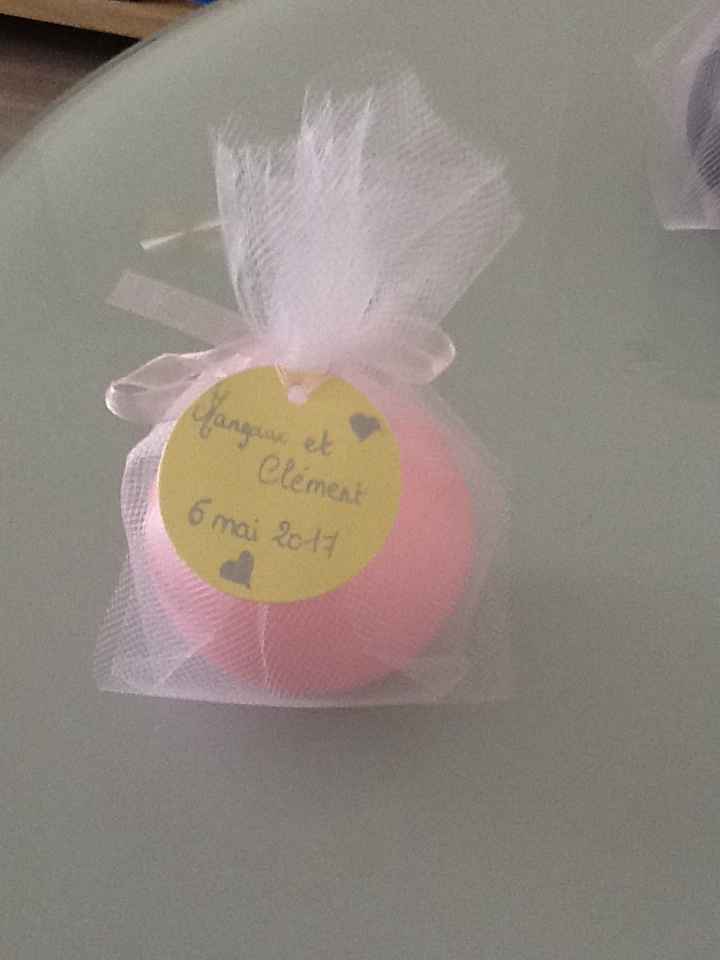 Margaux et
Clément
6 mai 2017